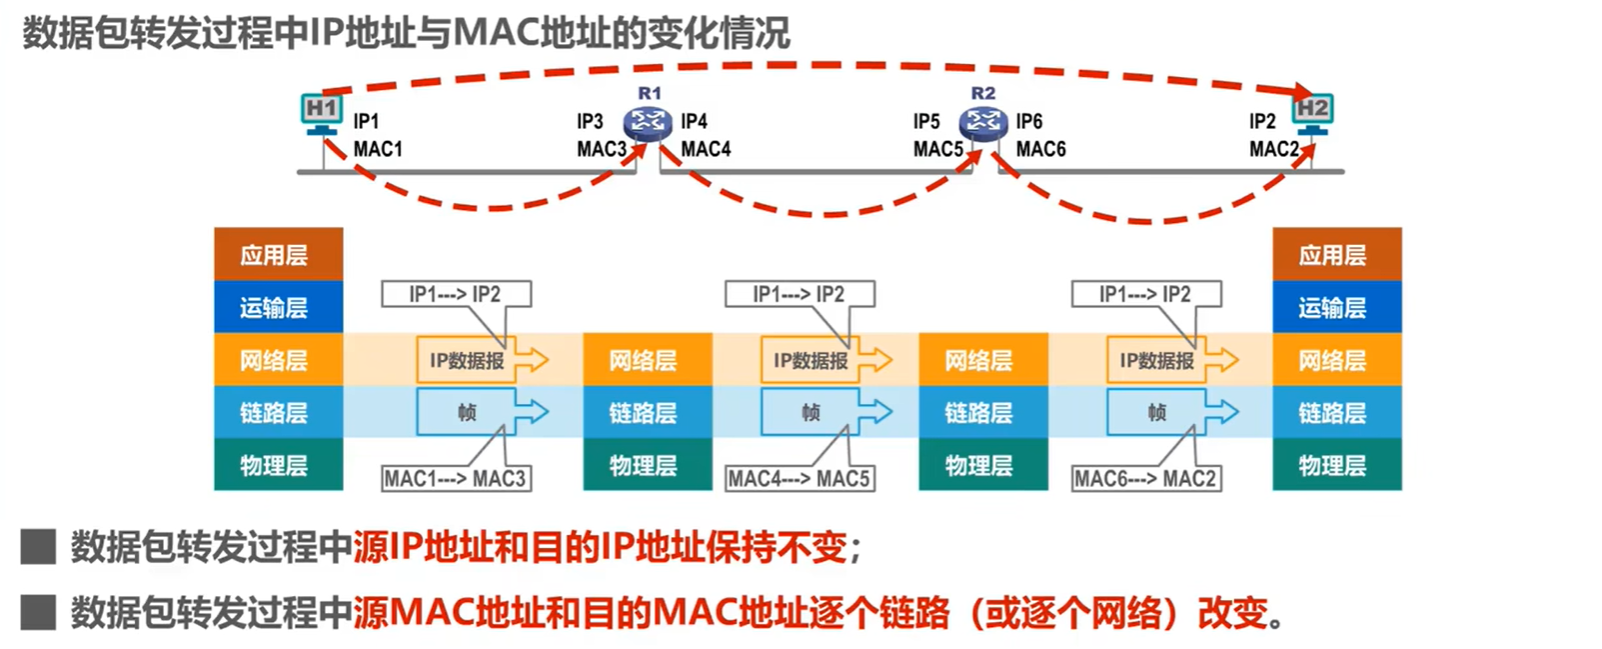 数据包转发过程中IP地址与MAC地址的变化情况
H1 R1 R2 H2
IP1 IP3 IP4 IP5 IP6 IP2
MAC1 MAC3 MAC4 MAC5 MAC6 MAC2
应用层 应用层
IP1---> IP2 IP1---> IP2 IP1---> IP2
运输层 运输层
网络层 IP数据报 网络层 IP数据报 网络层 IP数据报 网络层
链路层 帧 链路层 帧 链路层 帧 链路层
物理层 MAC1---> MAC3 物理层 MAC4---> MAC5 物理层 MAC6---> MAC2 物理层
数据包转发过程中源IP地址和目的IP地址保持不变；
数据包转发过程中源MAC地址和目的MAC地址逐个链路（或逐个网络）改变。